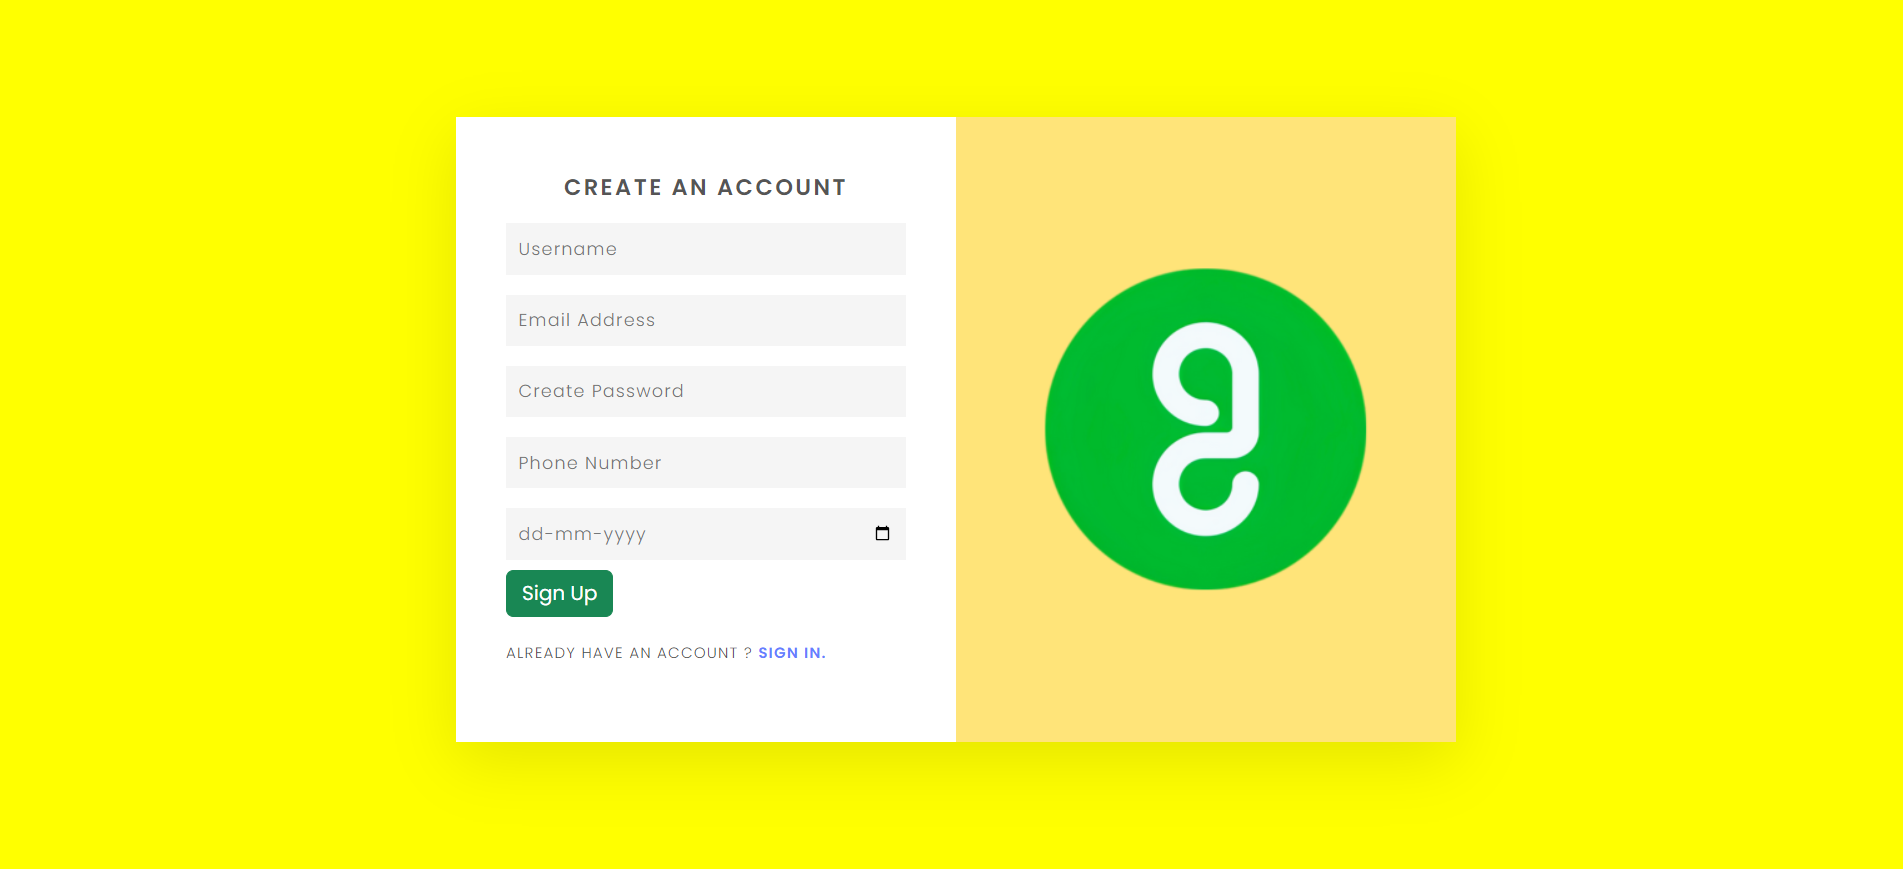 CREATE AN ACCOUNT
Username
Email Address
Create Password
Phone Number
dd-mm-yyyy
Sign Up
ALREADY HAVE AN ACCOUNT ? SIGN IN.